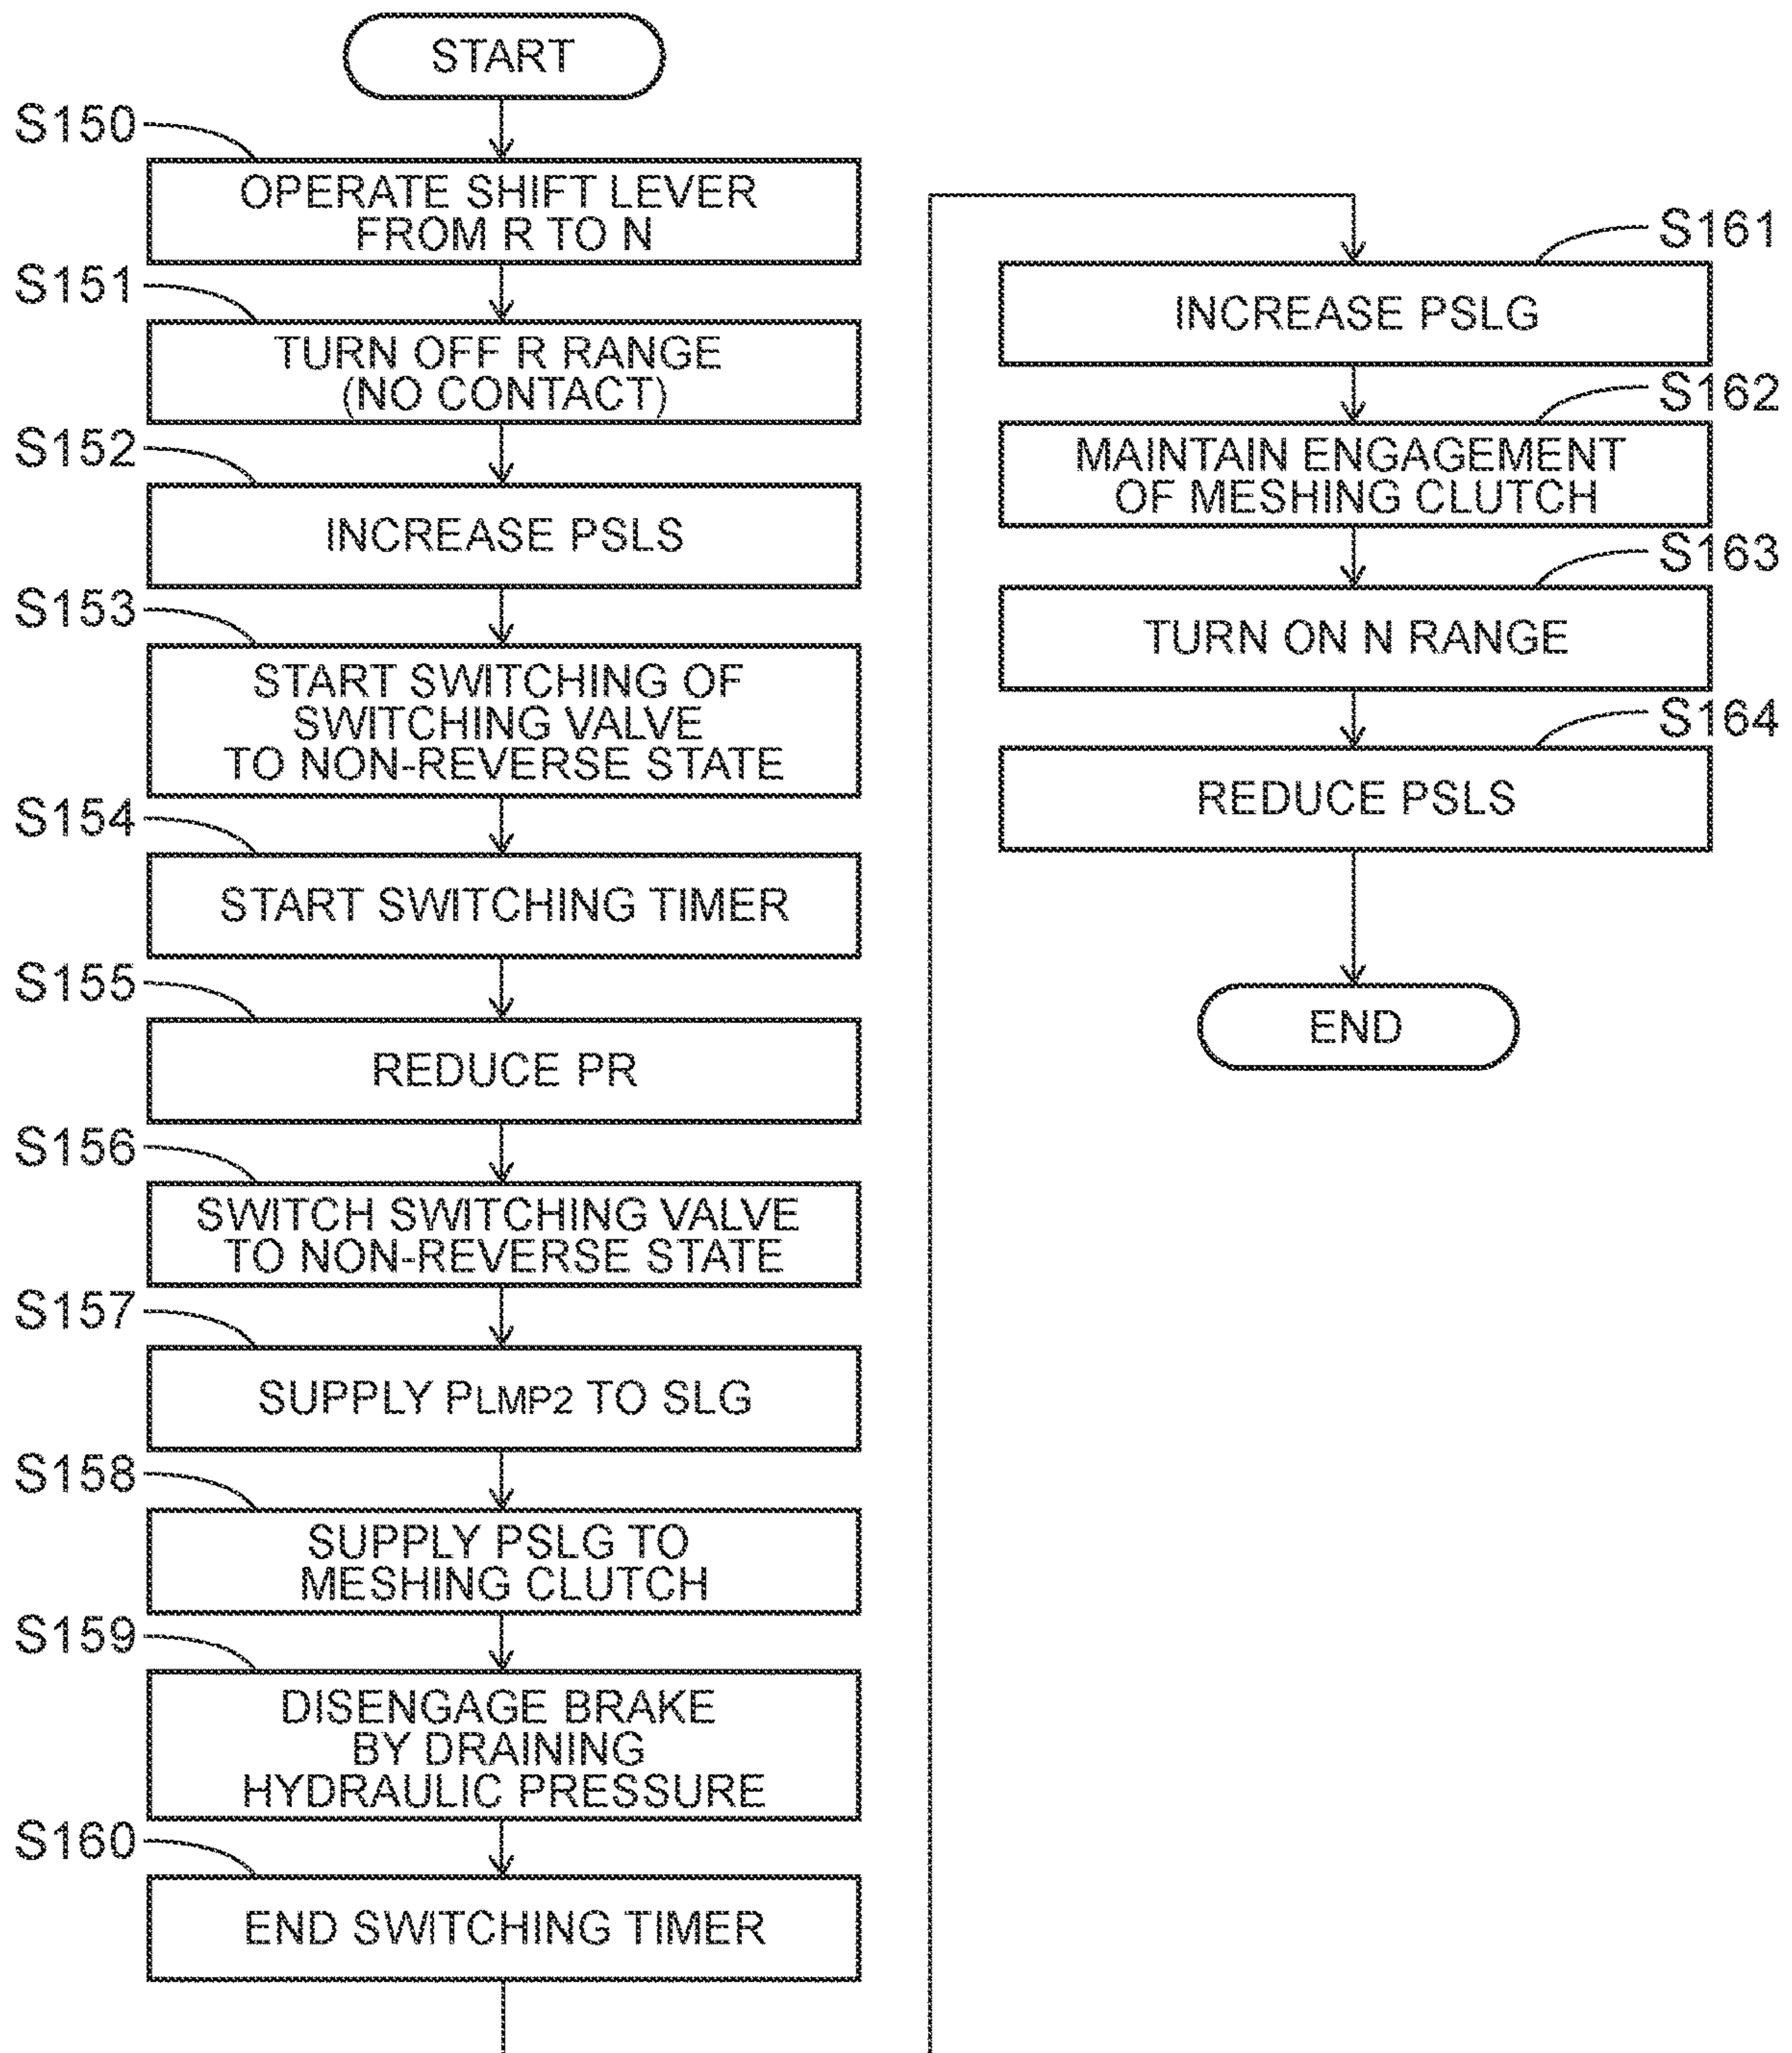 START
S150
OPERATE SHIFT LEVER
FROM R TO N
S151
TURN OFF R RANGE
(NO CONTACT)
S152
INCREASE PSLS
S153
START SWITCHING OF
SWITCHING VALVE
TO NON-REVERSE STATE
S154
START SWITCHING TIMER
S155
REDUCE PR
S156
SWITCH SWITCHING VALVE
TO NON-REVERSE STATE
S157
SUPPLY PLMP2 TO SLG
S158
SUPPLY PSLG TO
MESHING CLUTCH
S159
DISENGAGE BRAKE
BY DRAINING
HYDRAULIC PRESSURE
S160
END SWITCHING TIMER
S161
INCREASE PSLG
S162
MAINTAIN ENGAGEMENT
OF MESHING CLUTCH
S163
TURN ON N RANGE
S164
REDUCE PSLS
END